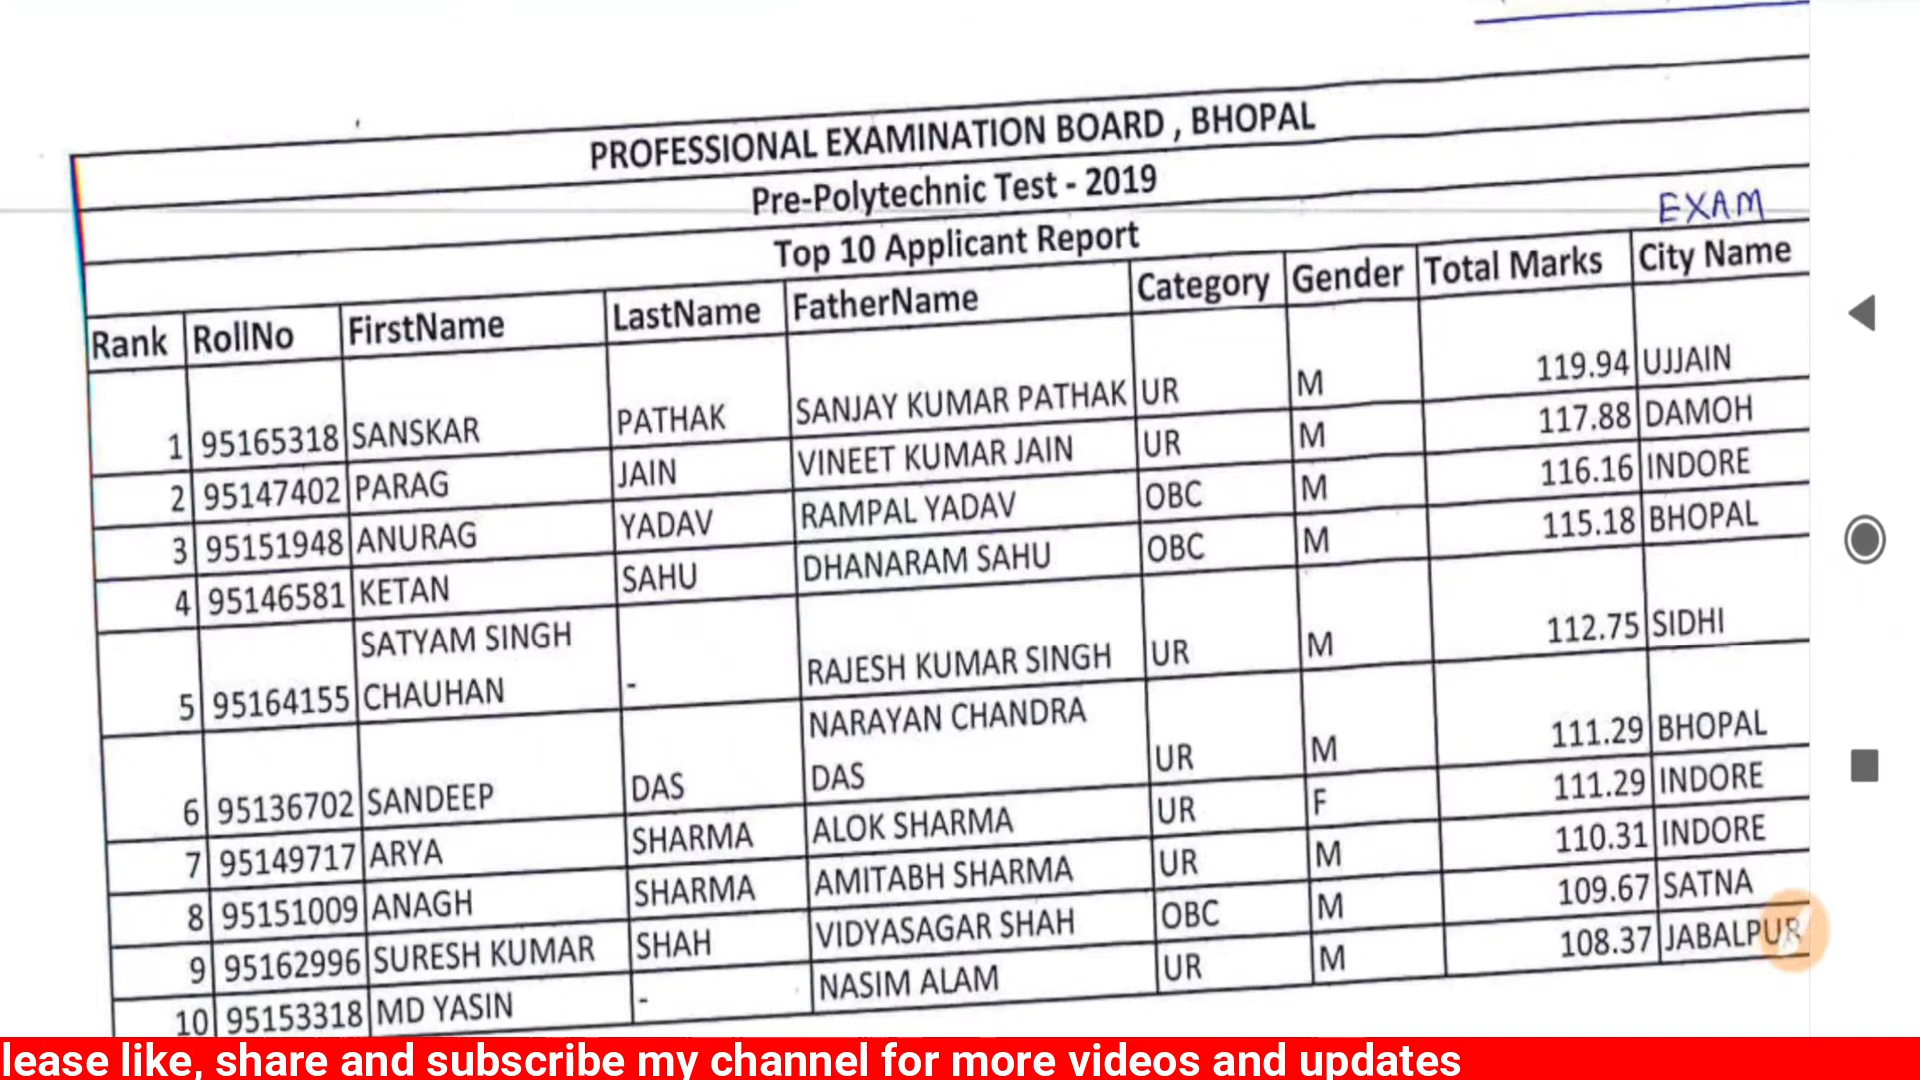 PROFESSIONAL EXAMINATION BOARD , BHOPAL
Pre-Polytechnic Test - 2019
Top 10 Applicant Report
EXAM
Rank RollNo FirstName LastName FatherName Category Gender Total Marks City Name
1 95165318 SANSKAR PATHAK SANJAY KUMAR PATHAK UR M 119.94 UJJAIN
2 95147402 PARAG JAIN VINEET KUMAR JAIN UR M 117.88 DAMOH
3 95151948 ANURAG YADAV RAMPAL YADAV OBC M 116.16 INDORE
4 95146581 KETAN SAHU DHANARAM SAHU OBC M 115.18 BHOPAL
SATYAM SINGH
5 95164155 CHAUHAN - RAJESH KUMAR SINGH UR M 112.75 SIDHI
NARAYAN CHANDRA
6 95136702 SANDEEP DAS DAS UR M 111.29 BHOPAL
7 95149717 ARYA SHARMA ALOK SHARMA UR F 111.29 INDORE
8 95151009 ANAGH SHARMA AMITABH SHARMA UR M 110.31 INDORE
9 95162996 SURESH KUMAR SHAH VIDYASAGAR SHAH OBC M 109.67 SATNA
10 95153318 MD YASIN - NASIM ALAM UR M 108.37 JABALPUR
lease like, share and subscribe my channel for more videos and updates